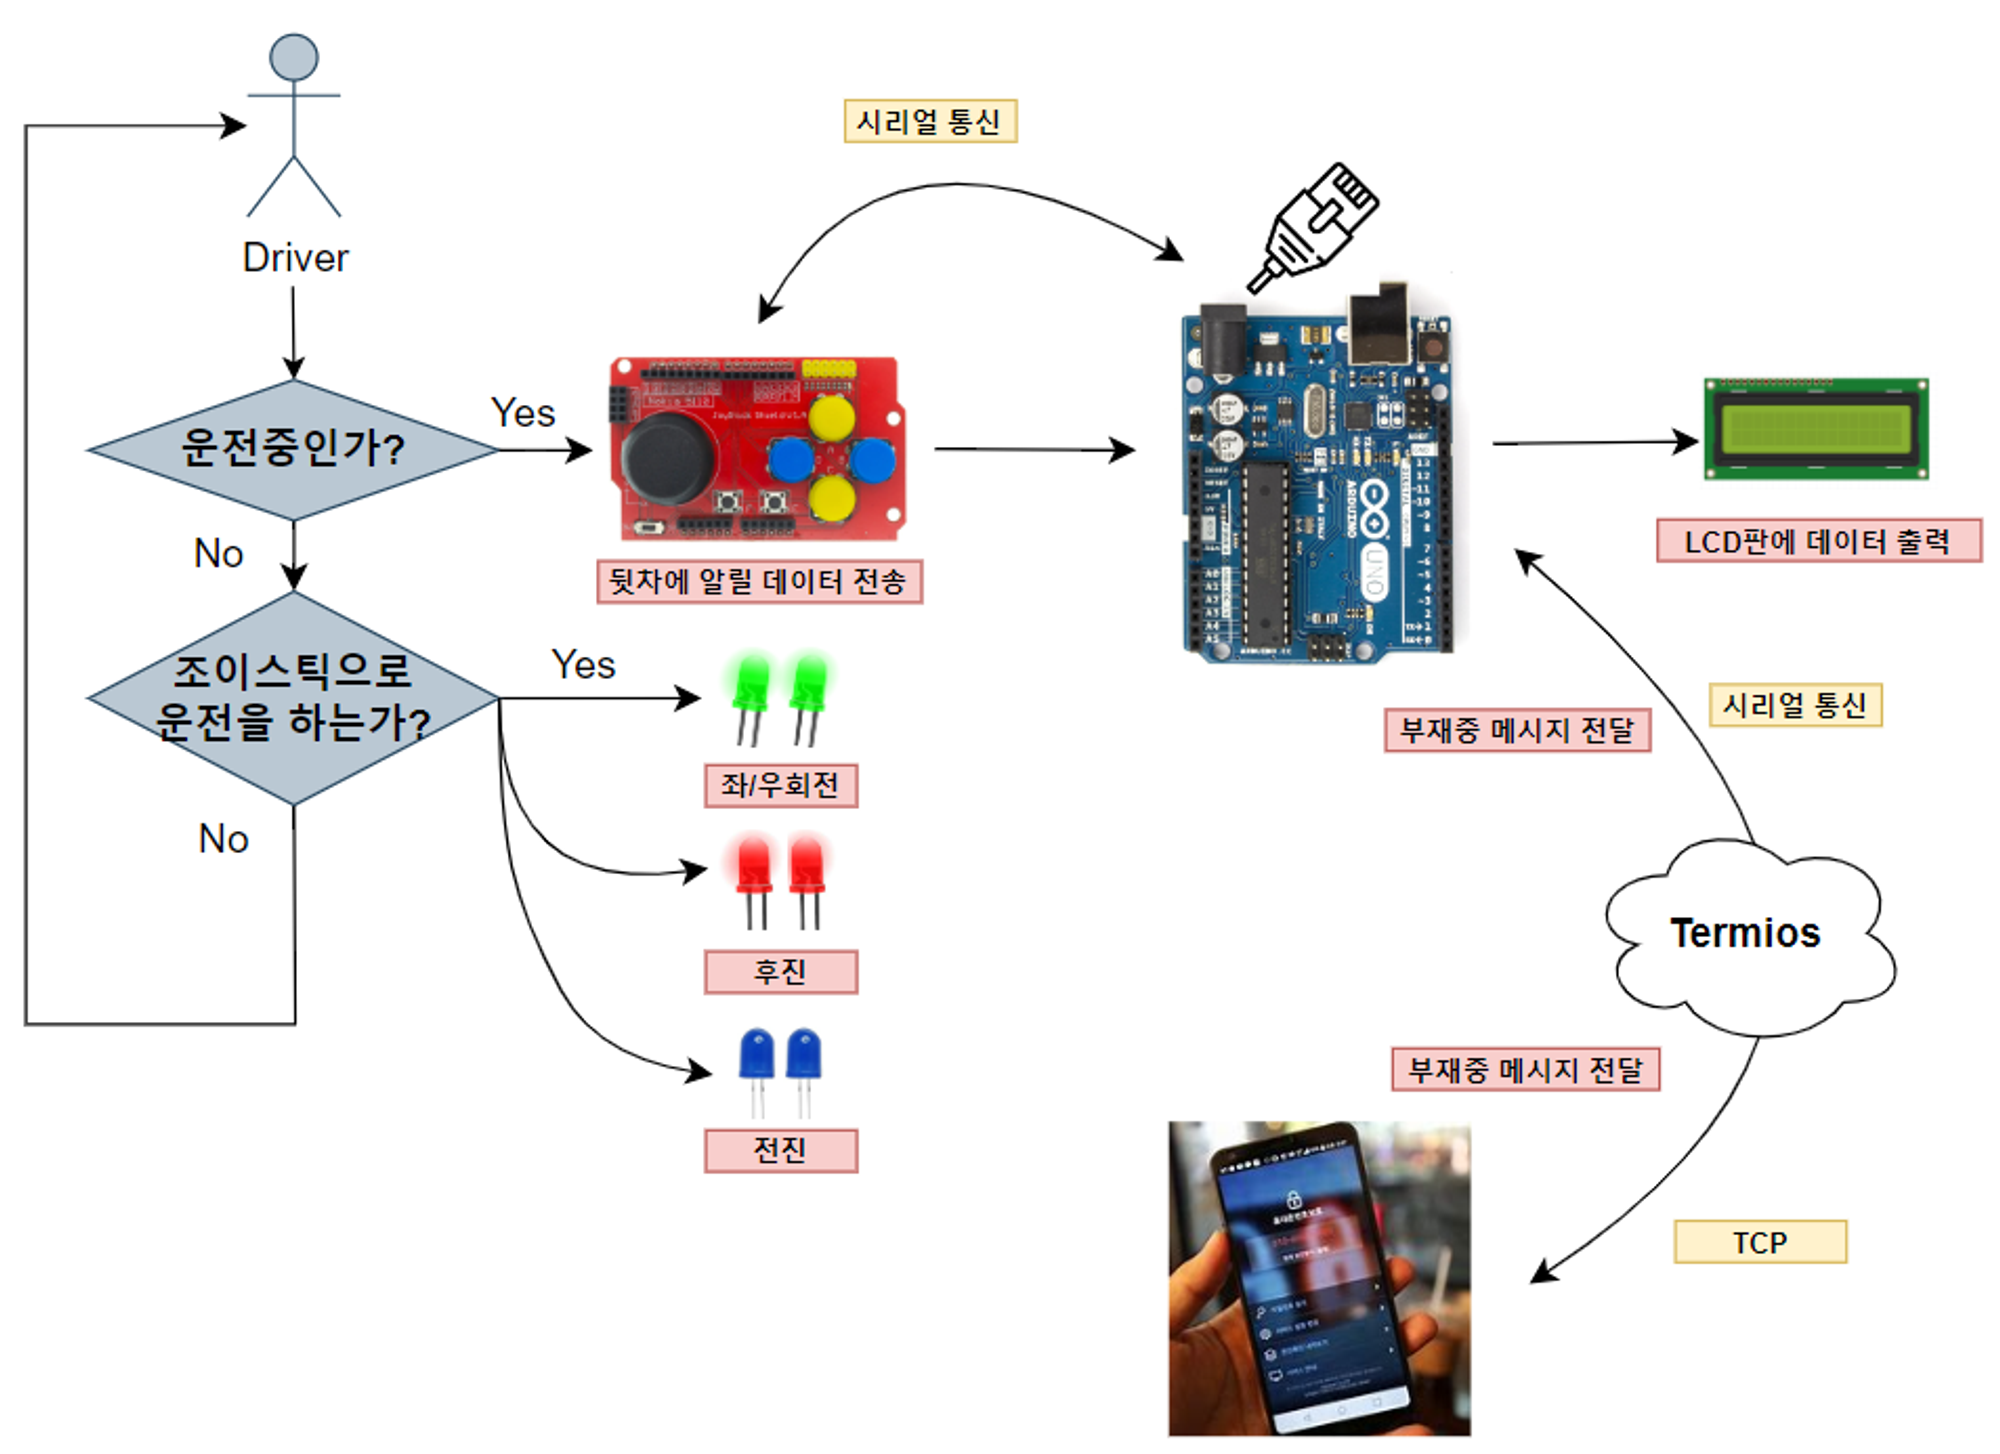 시리얼 통신
Driver
Yes
운전중인가?
No
뒷차에 알릴 데이터 전송
LCD판에 데이터 출력
조이스틱으로
운전을 하는가?
Yes
No
좌/우회전
후진
전진
ARDUINO
UNO
부재중 메시지 전달
시리얼 통신
Termios
부재중 메시지 전달
TCP